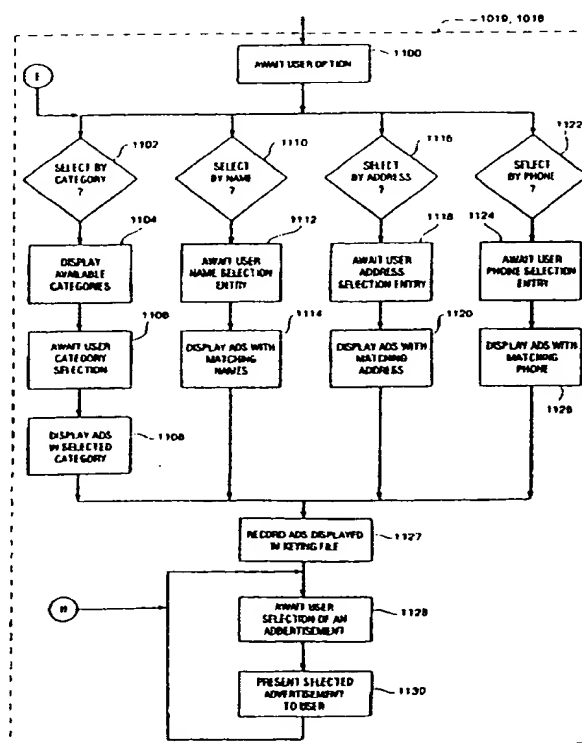 1019, 1018
AWAIT USER OPTION
1100
E
SELECT BY CATEGORY ?
1102
SELECT BY NAME ?
1110
SELECT BY ADDRESS ?
1116
SELECT BY PHONE ?
1122
DISPLAY AVAILABLE CATEGORIES
1104
AWAIT USER NAME SELECTION ENTRY
1112
AWAIT USER ADDRESS SELECTION ENTRY
1118
AWAIT USER PHONE SELECTION ENTRY
1124
AWAIT USER CATEGORY SELECTION
1106
DISPLAY ADS WITH MATCHING NAMES
1114
DISPLAY ADS WITH MATCHING ADDRESS
1120
DISPLAY ADS WITH MATCHING PHONE
1126
DISPLAY ADS IN SELECTED CATEGORY
1108
RECORD ADS DISPLAYED IN KEYING FILE
1127
H
AWAIT USER SELECTION OF AN ADBERTISEMENT
1128
PRESENT SELECTED ADVERTISEMENT TO USER
1130